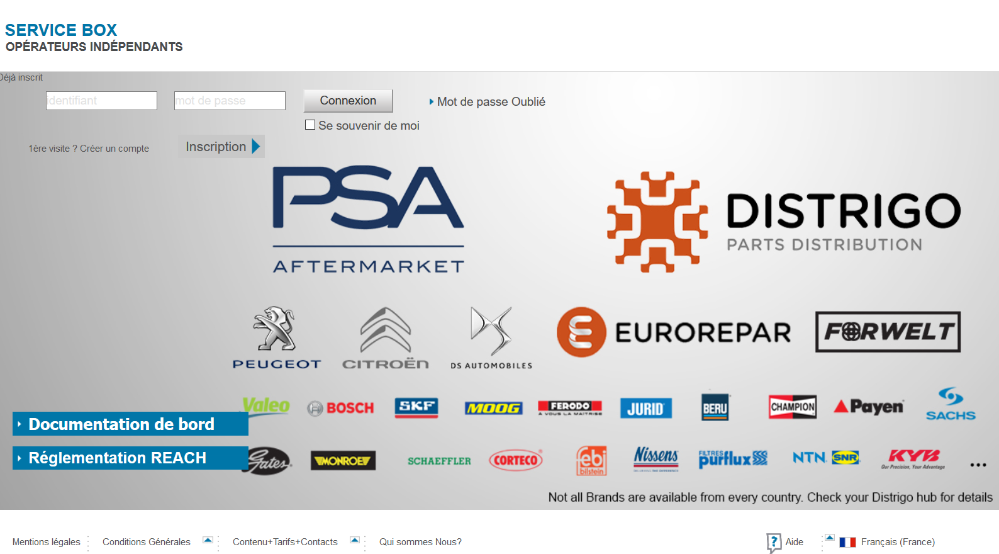 SERVICE BOX
OPÉRATEURS INDÉPENDANTS
Déjà inscrit
identifiant mot de passe Connexion Mot de passe Oublié
Se souvenir de moi
1ère visite ? Créer un compte Inscription
PSA
AFTERMARKET
DISTRIGO
PARTS DISTRIBUTION
PEUGEOT CITROËN DS AUTOMOBILES EUROREPAR FORWELT
Valeo BOSCH SKF MOOG FERODO JURID BERU CHAMPION Payen SACHS
A VOUS LA MAITRISE
Documentation de bord
Réglementation REACH
Gates MONROE SCHAEFFLER CORTECO febi bilstein Nissens FILTRES purflux NTN SNR KYB ...
DELIVERING THE DIFFERENCE
Our Precision, Your Advantage
Not all Brands are available from every country. Check your Distrigo hub for details
Mentions légales Conditions Générales Contenu+Tarifs+Contacts Qui sommes Nous? ? Aide Français (France)